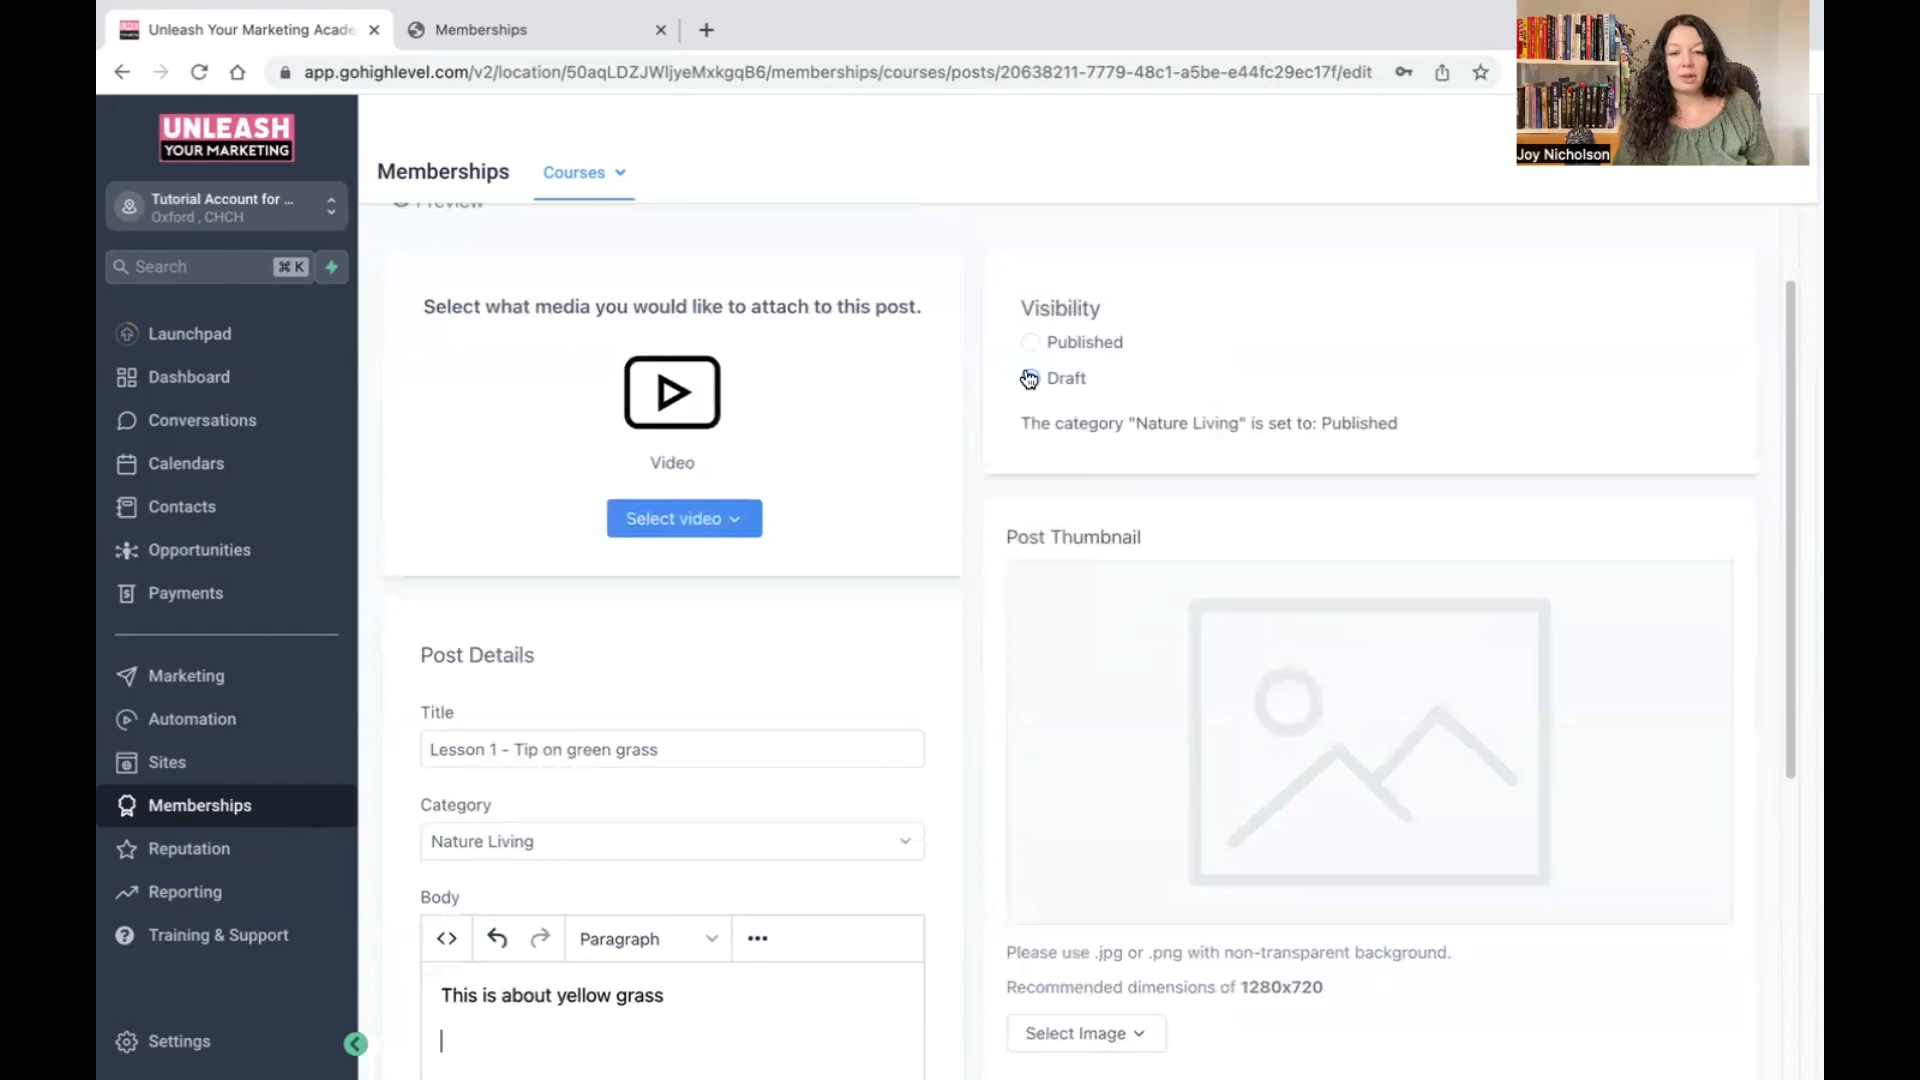 Unleash Your Marketing Acade
Memberships
app.gohighlevel.com/v2/location/50aqLDZJWljyeMxkgqB6/memberships/courses/posts/20638211-7779-48c1-a5be-e44fc29ec17f/edit
Joy Nicholson
UNLEASH
YOUR MARKETING
Tutorial Account for ...
Oxford , CHCH
Search
⌘ K
Launchpad
Dashboard
Conversations
Calendars
Contacts
Opportunities
Payments
Marketing
Automation
Sites
Memberships
Reputation
Reporting
Training & Support
Settings
Memberships
Courses
Preview
Select what media you would like to attach to this post.
Video
Select video
Post Details
Title
Lesson 1 - Tip on green grass
Category
Nature Living
Body
<> Paragraph •••
This is about yellow grass
Visibility
Published
Draft
The category "Nature Living" is set to: Published
Post Thumbnail
Please use .jpg or .png with non-transparent background.
Recommended dimensions of 1280x720
Select Image